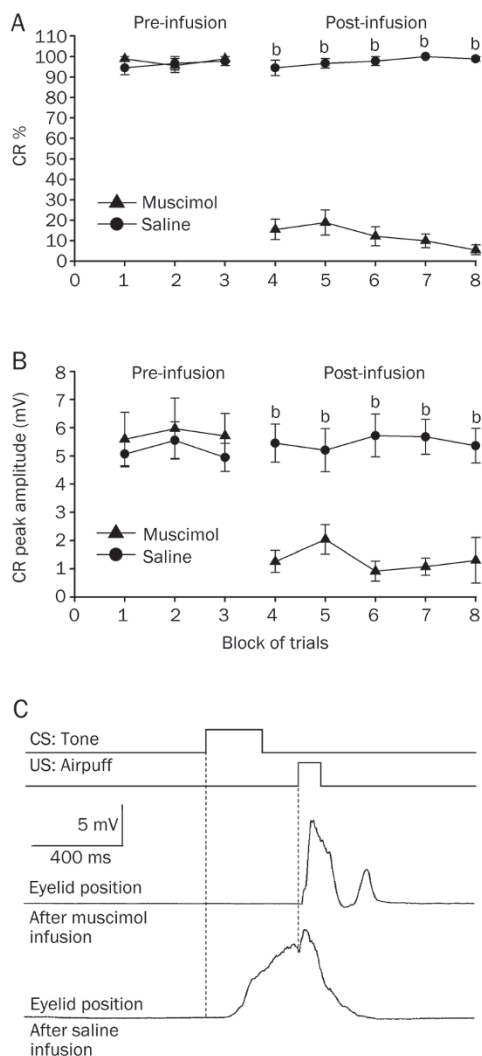 A
Pre-infusion Post-infusion
110
100
90
80
70
60
50
40
30
20
10
0
CR %
b b b b b
Muscimol
Saline
0 1 2 3 4 5 6 7 8
B
Pre-infusion Post-infusion
8
7
6
5
4
3
2
1
0
CR peak amplitude (mV)
b b b b b
Muscimol
Saline
0 1 2 3 4 5 6 7 8
Block of trials
C
CS: Tone
US: Airpuff
5 mV
400 ms
Eyelid position
After muscimol
infusion
Eyelid position
After saline
infusion